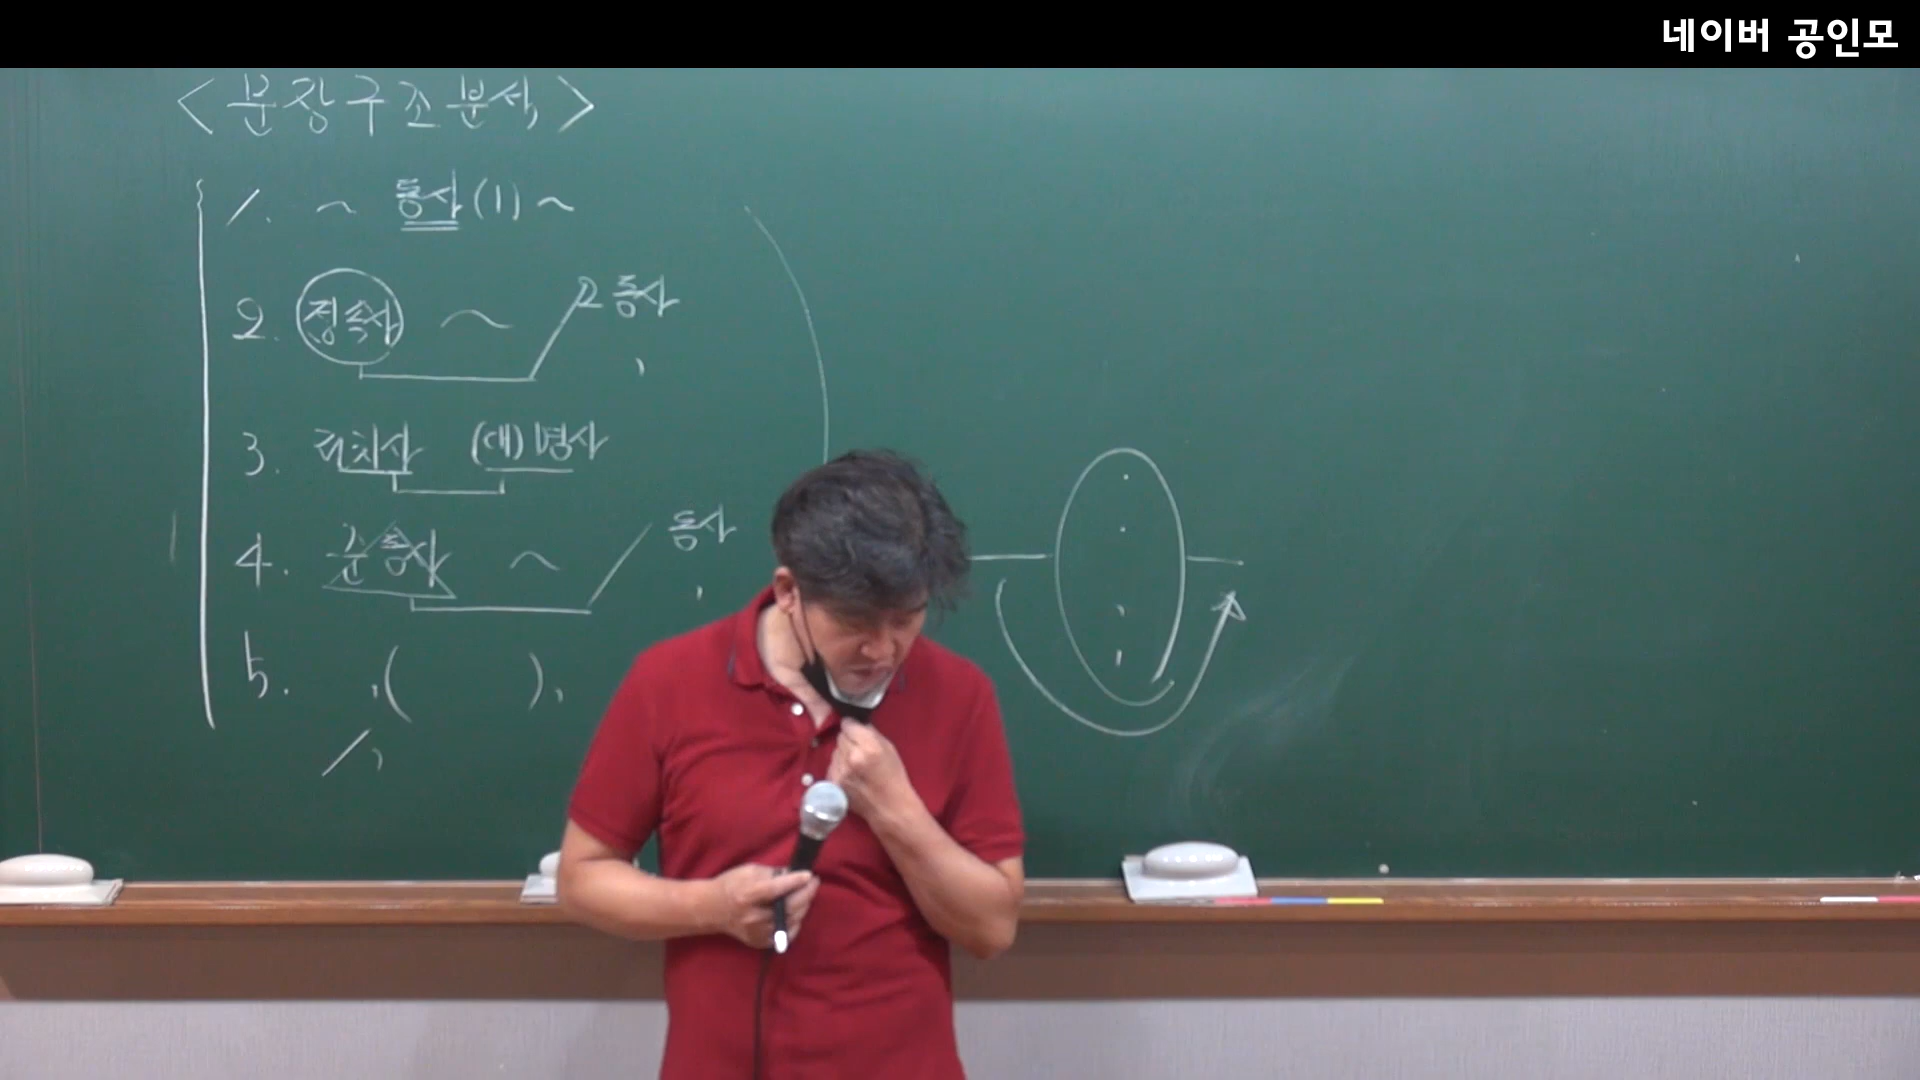 네이버 공인모
<문장구조분석>
1. ~ 동사(1) ~
2. 접속사 ~ / 2 동사 ,
3. 전치사 (대)명사
4. 준동사 ~ / 동사 ,
5. ,( ),
/,